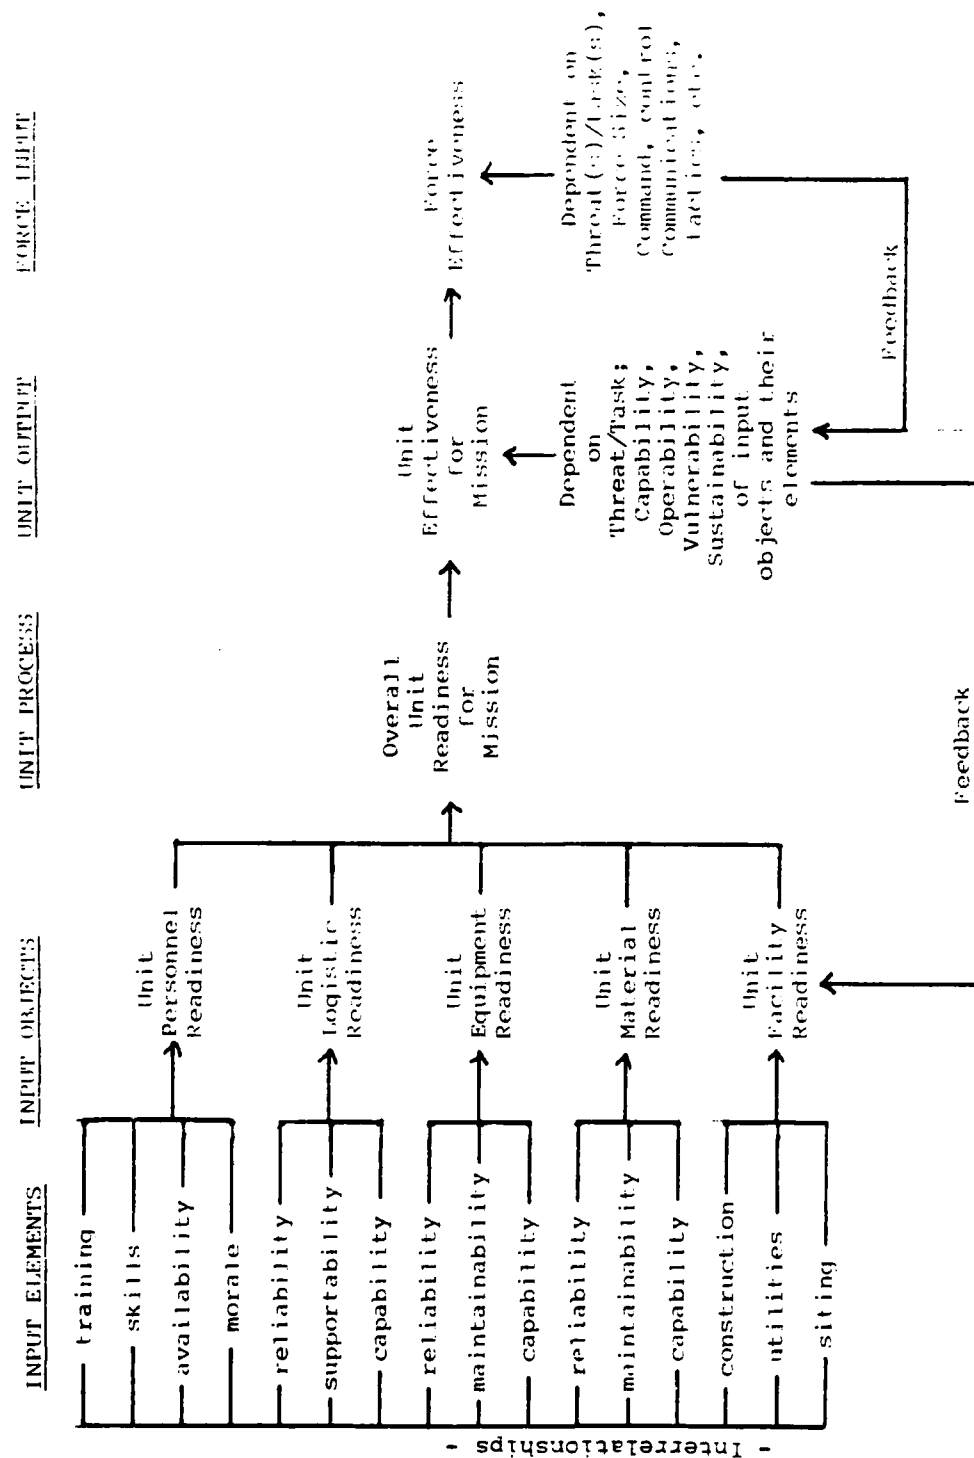 INPUT ELEMENTS
INPUT OBJECTS
UNIT PROCESS
UNIT OUTPUT
FORCE INPUT
- Interrelationships -
training
skills
availability
morale
reliability
supportability
capability
reliability
maintainability
capability
reliability
maintainability
capability
construction
utilities
siting
Unit
Personnel
Readiness
Unit
Logistic
Readiness
Unit
Equipment
Readiness
Unit
Material
Readiness
Unit
Facility
Readiness
Overall
Unit
Readiness
for
Mission
Unit
Effectiveness
for
Mission
Dependent
on
Threat/Task;
Capability,
Operability,
Vulnerability,
Sustainability,
of input
objects and their
elements
Force
Effectiveness
Dependent on
Threat(s)/task(s),
Force Size,
Command, control
Communications,
tactics, etc.
Feedback
Feedback